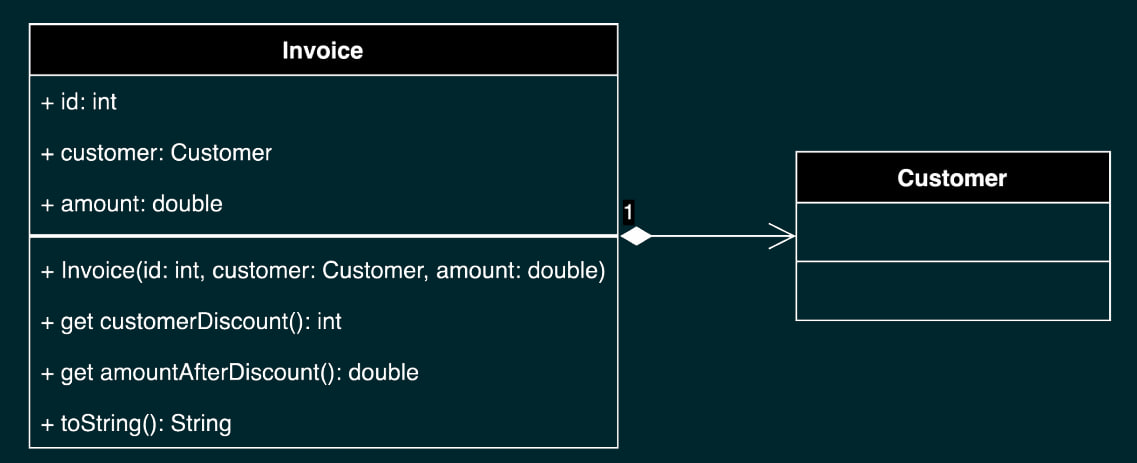 Invoice
+ id: int
+ customer: Customer
+ amount: double
1
+ Invoice(id: int, customer: Customer, amount: double)
+ get customerDiscount(): int
+ get amountAfterDiscount(): double
+ toString(): String
Customer